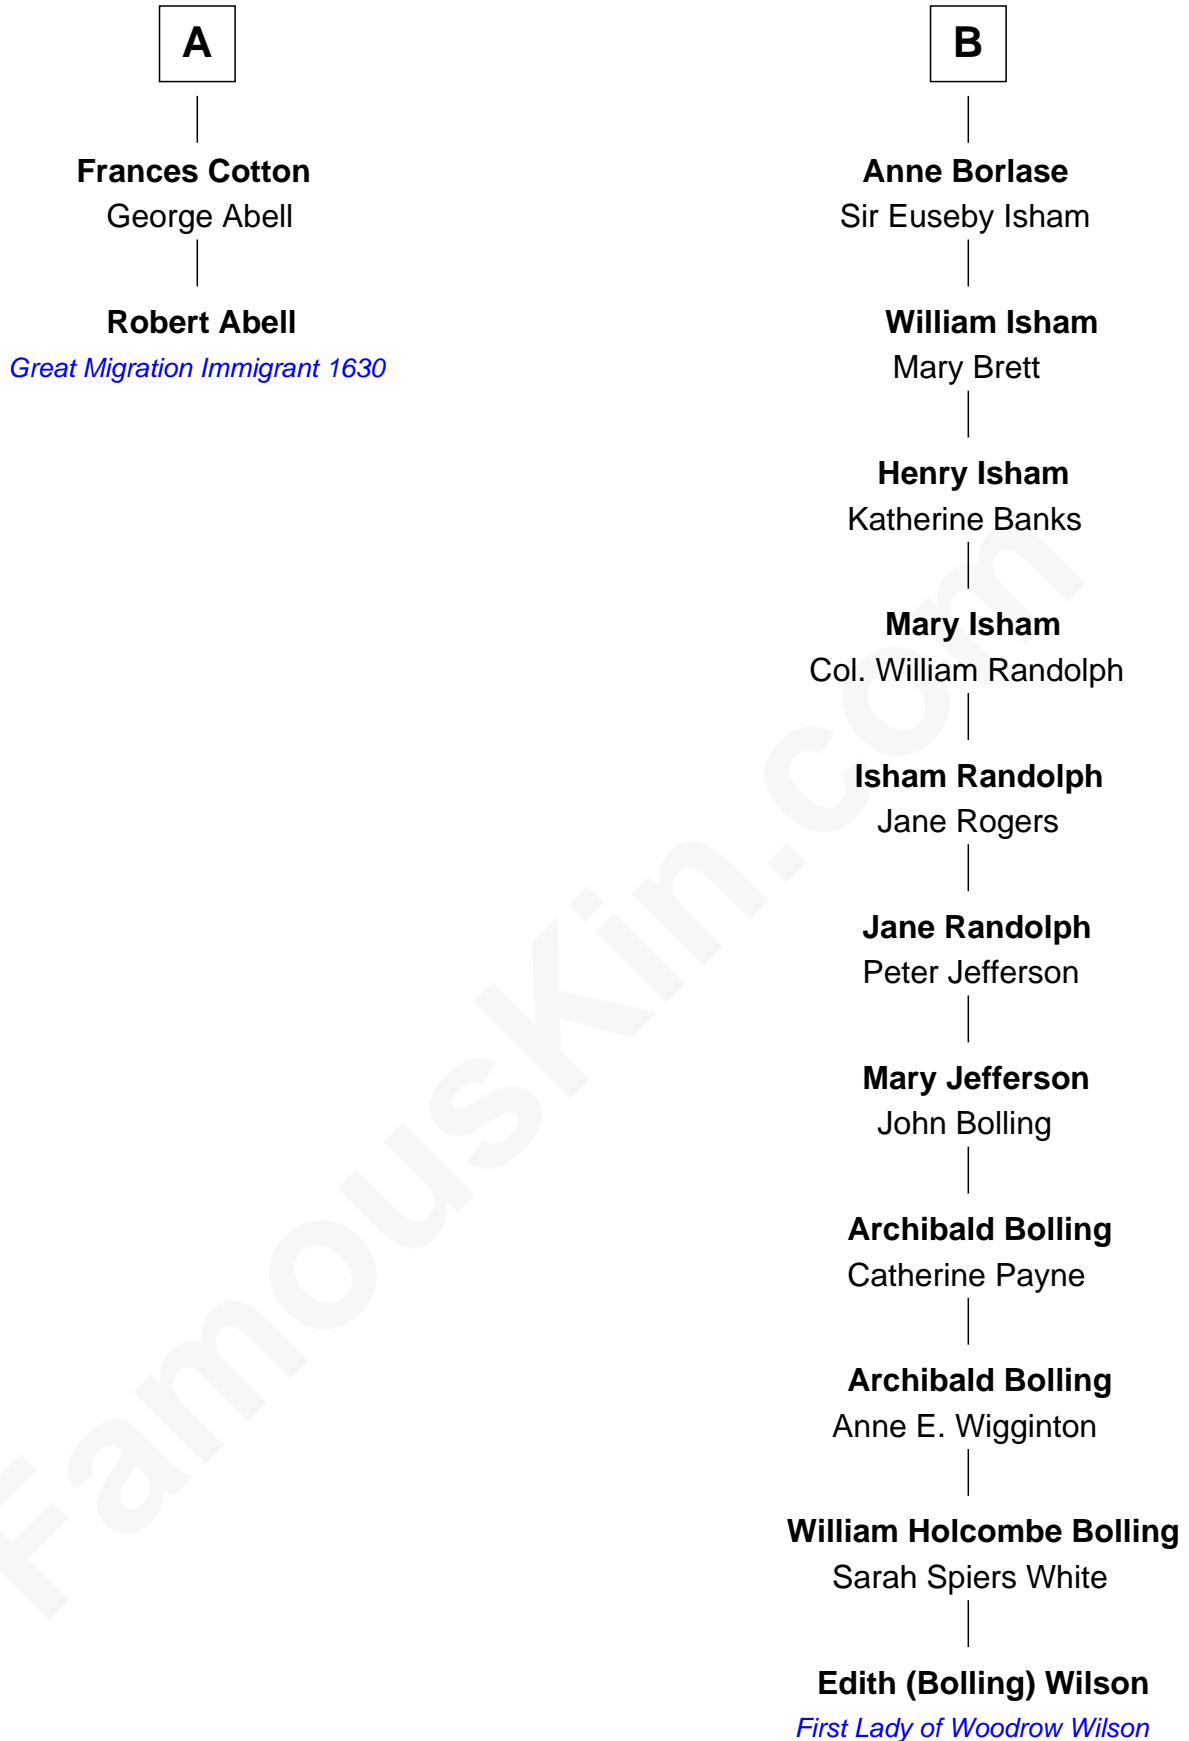 A
Frances Cotton
George Abell
Robert Abell
Great Migration Immigrant 1630
B
Anne Borlase
Sir Euseby Isham
William Isham
Mary Brett
Henry Isham
Katherine Banks
Mary Isham
Col. William Randolph
Isham Randolph
Jane Rogers
Jane Randolph
Peter Jefferson
Mary Jefferson
John Bolling
Archibald Bolling
Catherine Payne
Archibald Bolling
Anne E. Wigginton
William Holcombe Bolling
Sarah Spiers White
Edith (Bolling) Wilson
First Lady of Woodrow Wilson
FamousKin.com